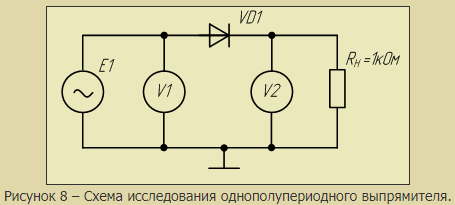 VD1
E1
V1
V2
Rн =1кОм
Рисунок 8 – Схема исследования однополупериодного выпрямителя.